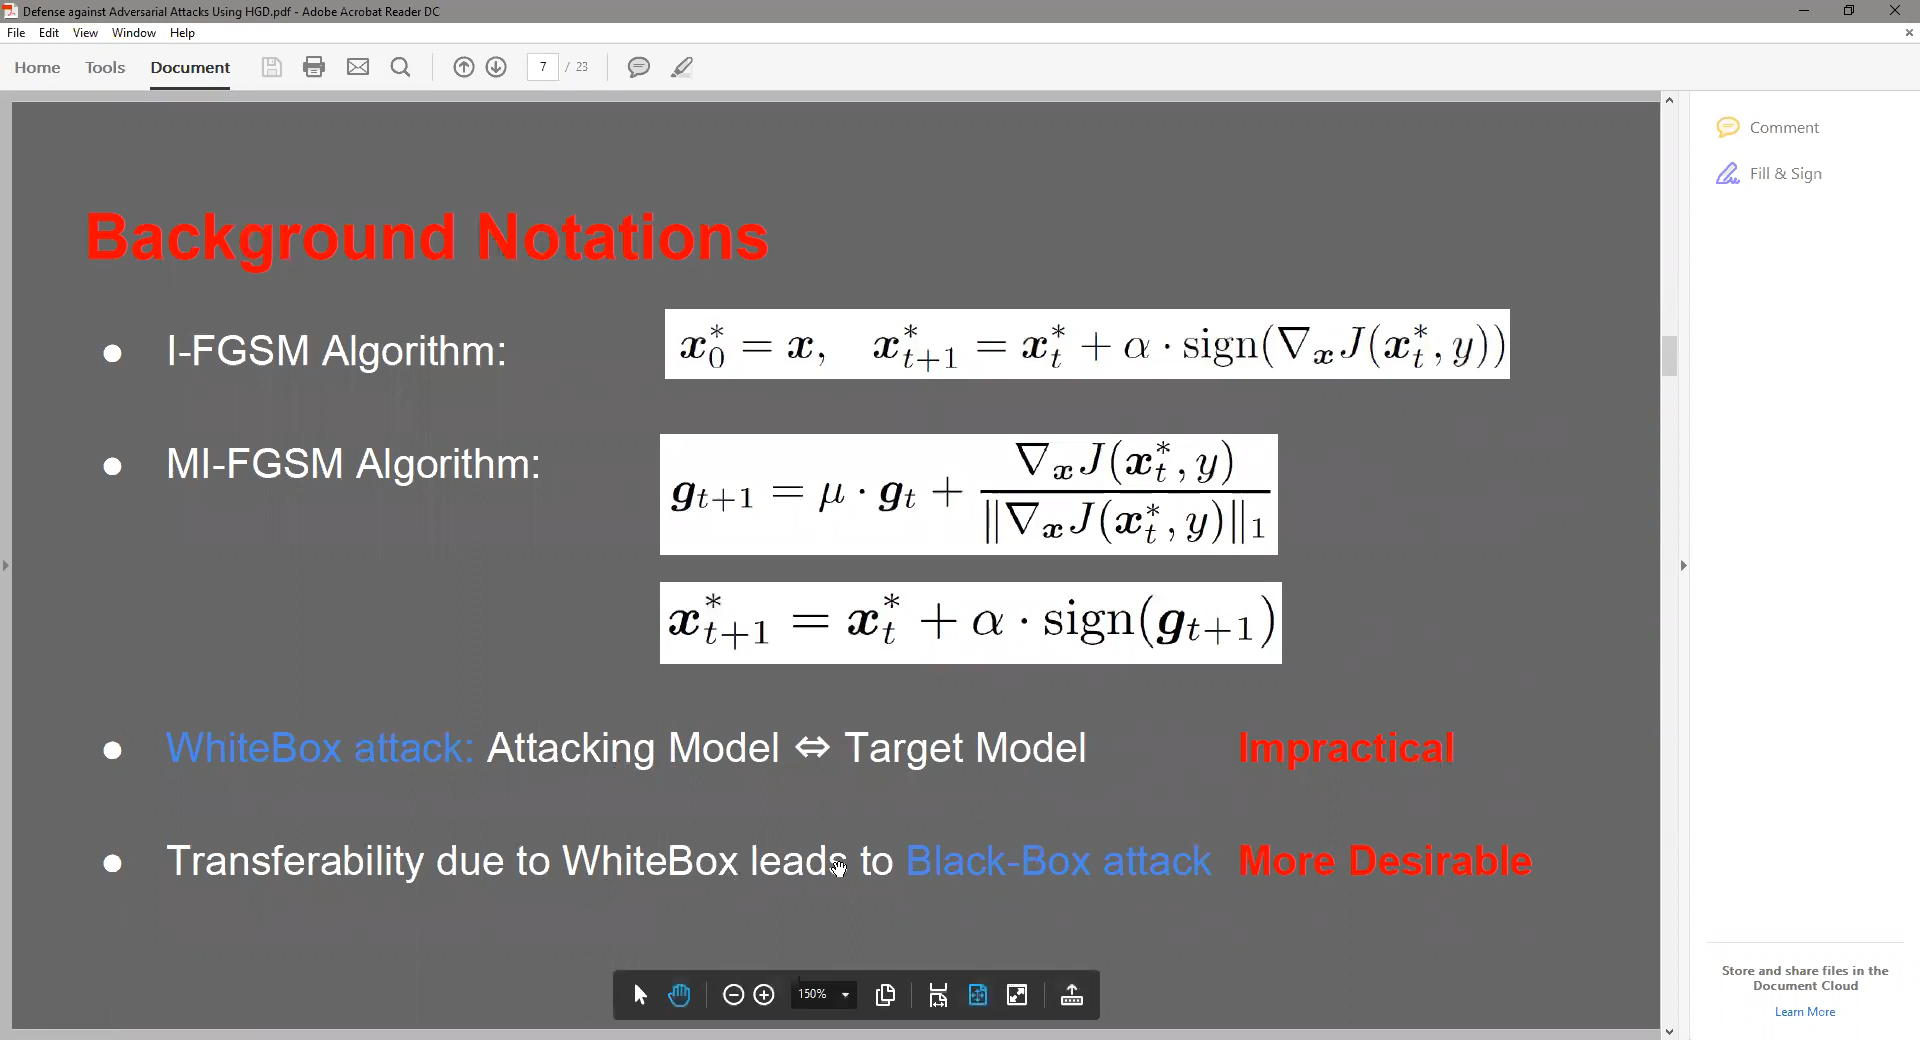 Defense against Adversarial Attacks Using HGD.pdf - Adobe Acrobat Reader DC
File Edit View Window Help
Home Tools Document 7 / 23
Comment
Fill & Sign
Background Notations
● I-FGSM Algorithm: x*_0 = x, x*_{t+1} = x*_t + α · sign(∇_x J(x*_t, y))
● MI-FGSM Algorithm: g_{t+1} = μ · g_t + ∇_x J(x*_t, y) / ‖∇_x J(x*_t, y)‖_1
x*_{t+1} = x*_t + α · sign(g_{t+1})
● WhiteBox attack: Attacking Model ⇔ Target Model Impractical
● Transferability due to WhiteBox leads to Black-Box attack More Desirable
150%
Store and share files in the
Document Cloud
Learn More